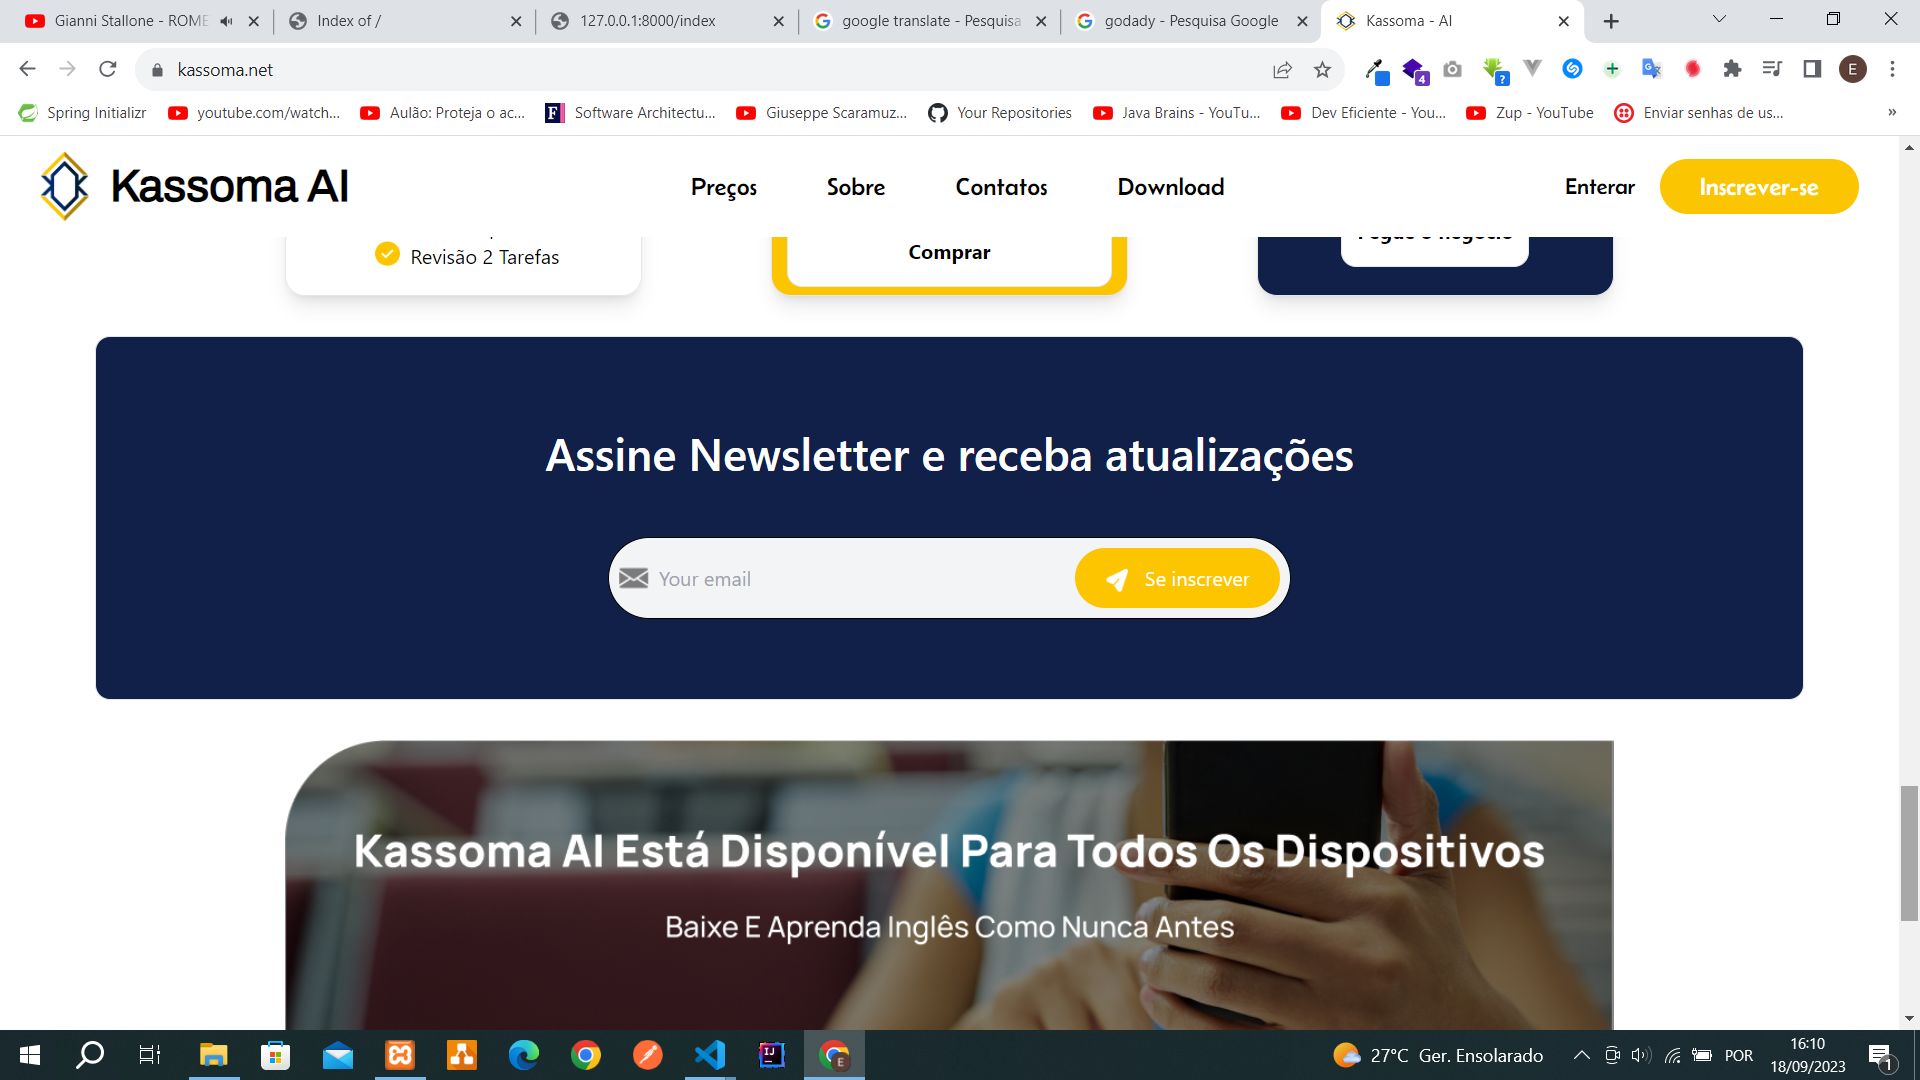 Gianni Stallone - ROME
Index of /
127.0.0.1:8000/index
google translate - Pesquisa
godady - Pesquisa Google
Kassoma - AI
kassoma.net
4
?
E
Spring Initializr
youtube.com/watch...
Aulão: Proteja o ac...
Software Architectu...
Giuseppe Scaramuz...
Your Repositories
Java Brains - YouTu...
Dev Eficiente - You...
Zup - YouTube
Enviar senhas de us...
»
Kassoma AI
Preços
Sobre
Contatos
Download
Enterar
Inscrever-se
Revisão 2 Tarefas
Comprar
Assine Newsletter e receba atualizações
Your email
Se inscrever
Kassoma AI Está Disponível Para Todos Os Dispositivos
Baixe E Aprenda Inglês Como Nunca Antes
27°C Ger. Ensolarado
POR
16:10
18/09/2023
1